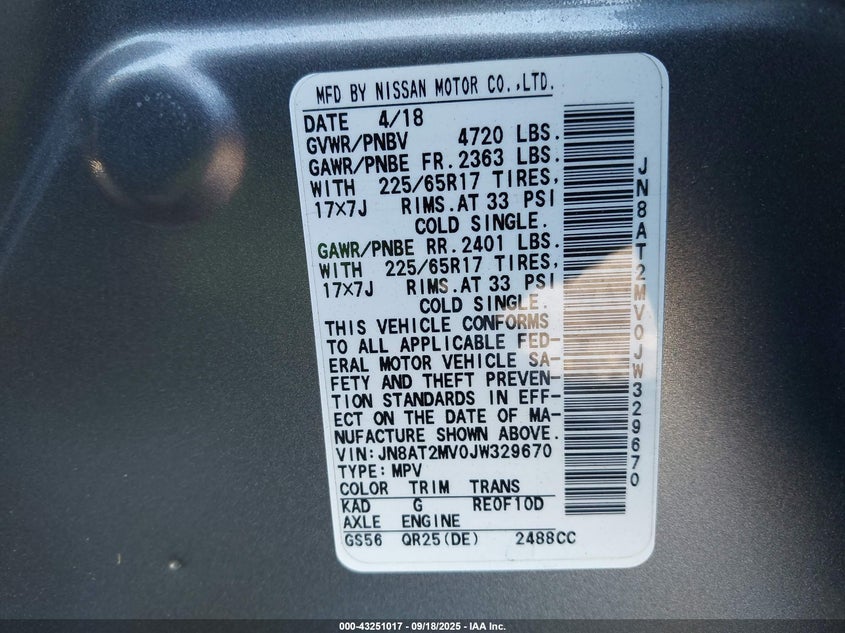 MFD BY NISSAN MOTOR CO.,LTD.
DATE 4/18
GVWR/PNBV 4720 LBS.
GAWR/PNBE FR.2363 LBS.
WITH 225/65R17 TIRES,
17×7J RIMS.AT 33 PSI
COLD SINGLE.
GAWR/PNBE RR.2401 LBS.
WITH 225/65R17 TIRES,
17×7J RIMS.AT 33 PSI
COLD SINGLE.
THIS VEHICLE CONFORMS
TO ALL APPLICABLE FED-
ERAL MOTOR VEHICLE SA-
FETY AND THEFT PREVEN-
TION STANDARDS IN EFF-
ECT ON THE DATE OF MA-
NUFACTURE SHOWN ABOVE.
VIN:JN8AT2MV0JW329670
TYPE:MPV
COLOR TRIM TRANS
KAD G RE0F10D
AXLE ENGINE
GS56 QR25(DE) 2488CC
JN8AT2MV0JW329670
000-43251017 - 09/18/2025 - IAA Inc.